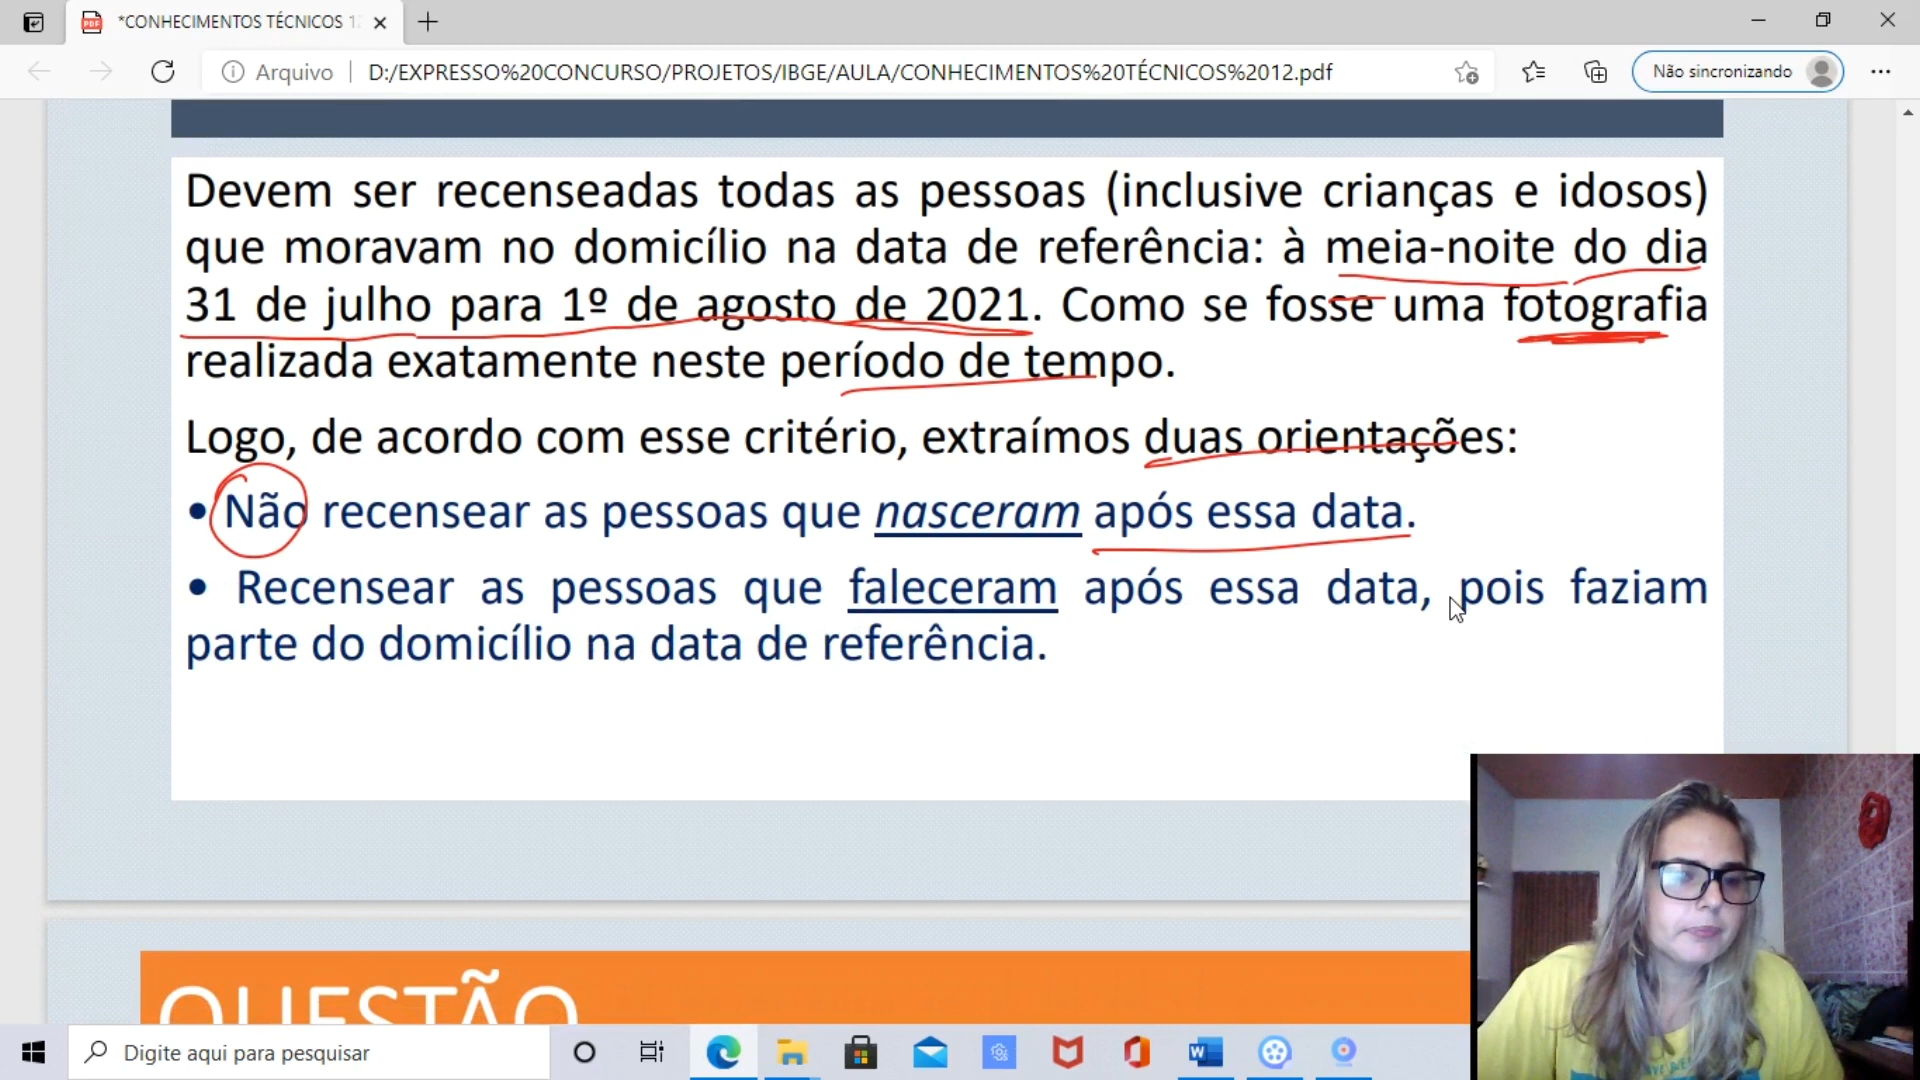 *CONHECIMENTOS TÉCNICOS 1
Arquivo
D:/EXPRESSO%20CONCURSO/PROJETOS/IBGE/AULA/CONHECIMENTOS%20TÉCNICOS%2012.pdf
Não sincronizando
Devem ser recenseadas todas as pessoas (inclusive crianças e idosos)
que moravam no domicílio na data de referência: à meia-noite do dia
31 de julho para 1º de agosto de 2021. Como se fosse uma fotografia
realizada exatamente neste período de tempo.
Logo, de acordo com esse critério, extraímos duas orientações:
• Não recensear as pessoas que nasceram após essa data.
• Recensear as pessoas que faleceram após essa data, pois faziam
parte do domicílio na data de referência.
QUESTÃO
Digite aqui para pesquisar